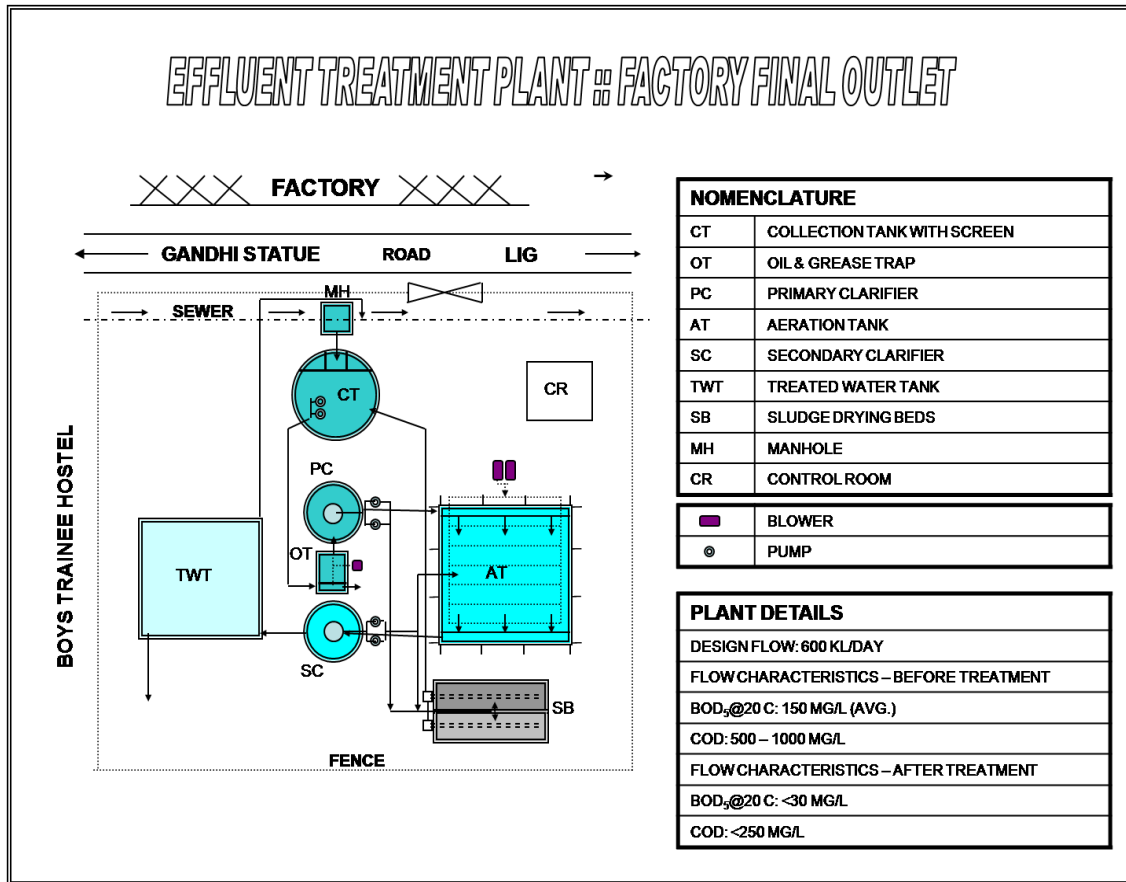 EFFLUENT TREATMENT PLANT :: FACTORY FINAL OUTLET
FACTORY
GANDHI STATUE ROAD LIG
MH
SEWER
CT
CR
PC
BOYS TRAINEE HOSTEL
OT
TWT
AT
SC
SB
FENCE
NOMENCLATURE
CT COLLECTION TANK WITH SCREEN
OT OIL & GREASE TRAP
PC PRIMARY CLARIFIER
AT AERATION TANK
SC SECONDARY CLARIFIER
TWT TREATED WATER TANK
SB SLUDGE DRYING BEDS
MH MANHOLE
CR CONTROL ROOM
BLOWER
PUMP
PLANT DETAILS
DESIGN FLOW: 600 KL/DAY
FLOW CHARACTERISTICS – BEFORE TREATMENT
BOD₅@20 C: 150 MG/L (AVG.)
COD: 500 – 1000 MG/L
FLOW CHARACTERISTICS – AFTER TREATMENT
BOD₅@20 C: <30 MG/L
COD: <250 MG/L